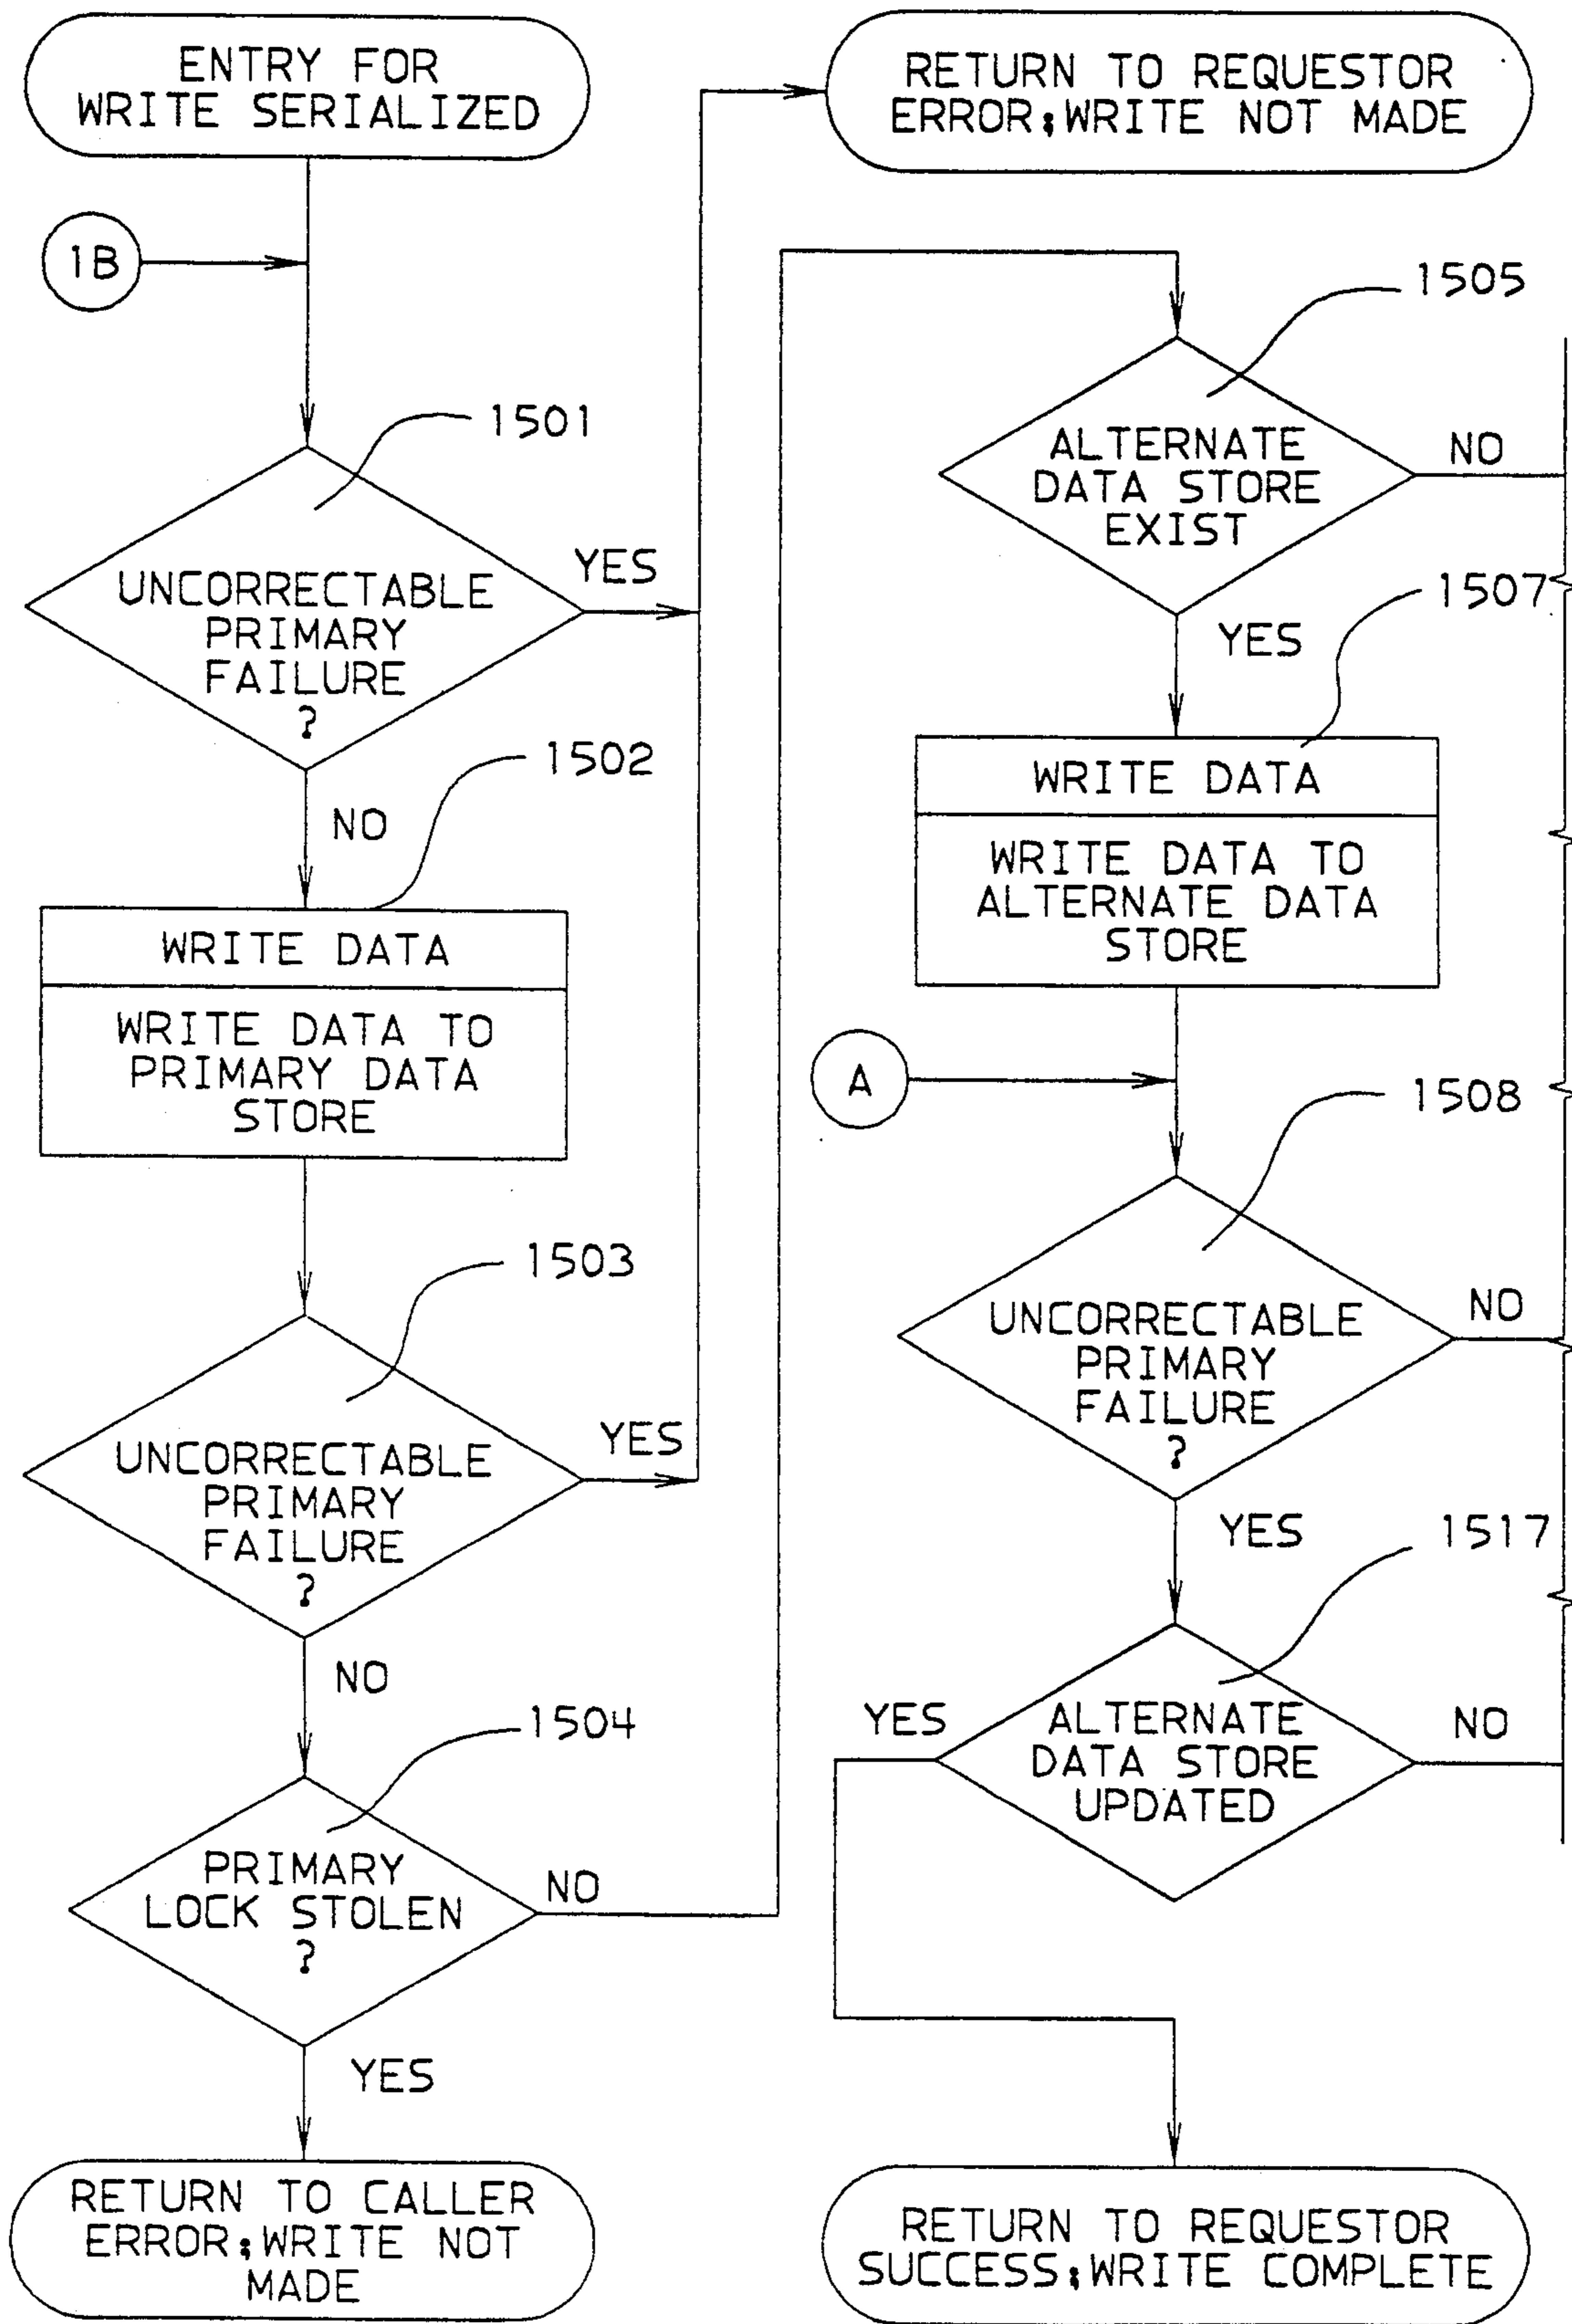 ENTRY FOR
WRITE SERIALIZED
1B
1501
UNCORRECTABLE
PRIMARY
FAILURE
?
YES
NO
1502
WRITE DATA
WRITE DATA TO
PRIMARY DATA
STORE
1503
UNCORRECTABLE
PRIMARY
FAILURE
?
YES
NO
1504
PRIMARY
LOCK STOLEN
?
NO
YES
RETURN TO CALLER
ERROR;WRITE NOT
MADE
RETURN TO REQUESTOR
ERROR;WRITE NOT MADE
1505
ALTERNATE
DATA STORE
EXIST
NO
YES
1507
WRITE DATA
WRITE DATA TO
ALTERNATE DATA
STORE
A
1508
UNCORRECTABLE
PRIMARY
FAILURE
?
NO
YES
1517
ALTERNATE
DATA STORE
UPDATED
YES
NO
RETURN TO REQUESTOR
SUCCESS;WRITE COMPLETE